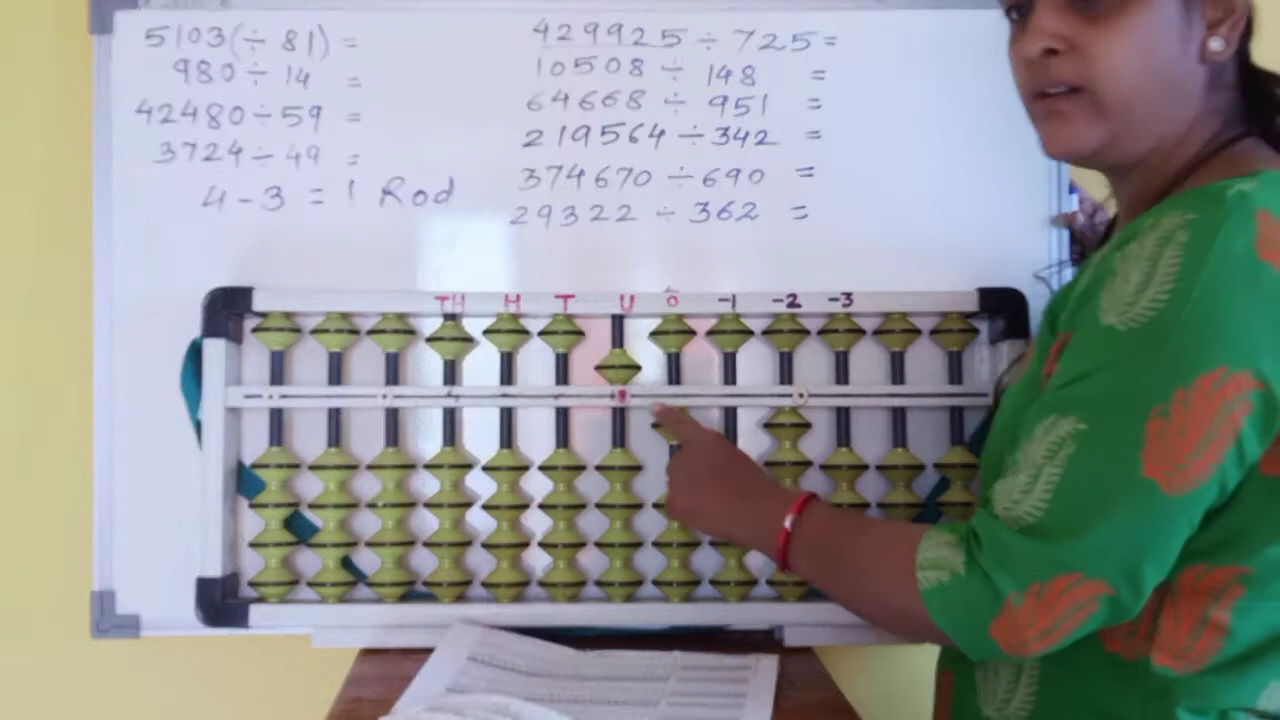 5103(÷ 81) =
980 ÷ 14 =
42480 ÷ 59 =
3724 ÷ 49 =
4 - 3 = 1 Rod
429925 ÷ 725 =
10508 ÷ 148 =
64668 ÷ 951 =
219564 ÷ 342 =
374670 ÷ 690 =
29322 ÷ 362 =
TH H T U 0 -1 -2 -3